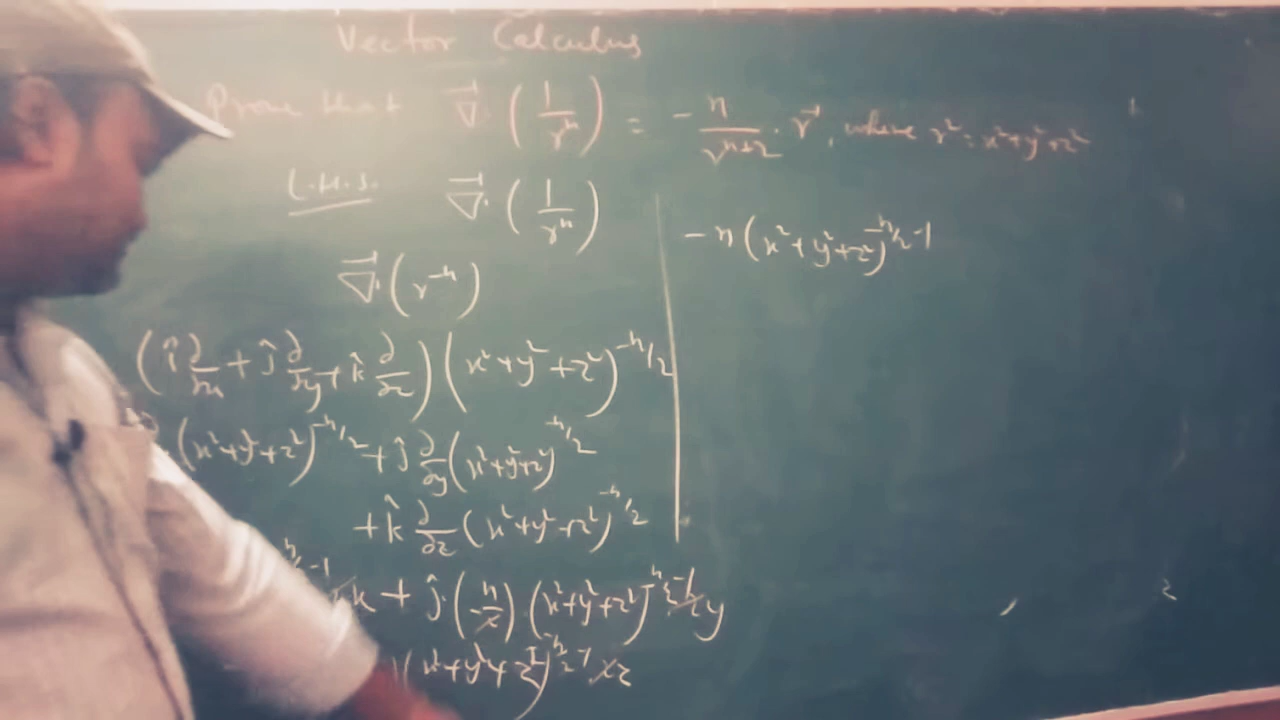 Vector Calculus
Prove that ∇⃗·(1/rⁿ) = -n/rⁿ⁺²·r⃗, where r² = x²+y²+z²
L.H.S. ∇⃗·(1/rⁿ)
∇⃗·(r⁻ⁿ)
(î ∂/∂x + ĵ ∂/∂y + k̂ ∂/∂z)(x²+y²+z²)^(-n/2)
(x²+y²+z²)^(-n/2) + ĵ ∂/∂y (x²+y²+z²)^(-n/2)
+ k̂ ∂/∂z (x²+y²+z²)^(-n/2)
+ ĵ·(-n/2)(x²+y²+z²)^(-n/2-1) y
(x²+y²+z²)^(-n/2-1) ×z
-n(x²+y²+z²)^(-n/2-1)